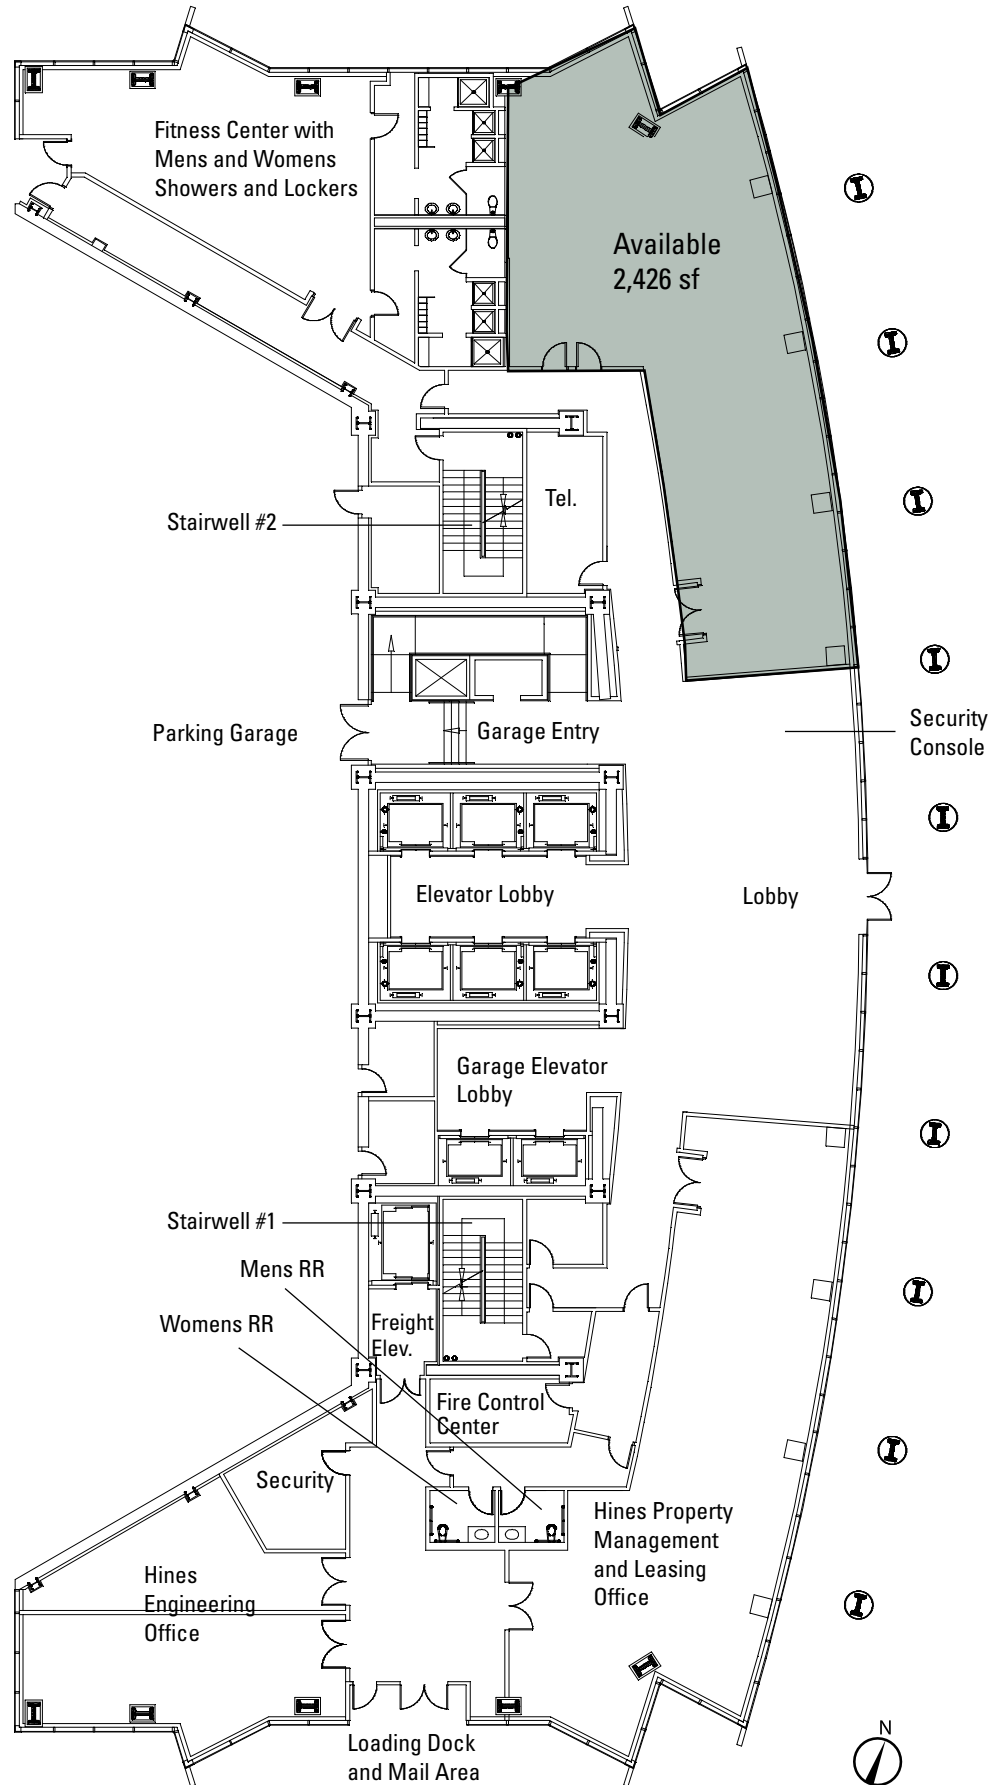 Fitness Center with
Mens and Womens
Showers and Lockers
Available
2,426 sf
Tel.
Stairwell #2
Security
Console
Parking Garage
Garage Entry
Elevator Lobby
Lobby
Garage Elevator
Lobby
Stairwell #1
Mens RR
Womens RR
Freight
Elev.
Fire Control
Center
Security
Hines Property
Management
and Leasing
Office
Hines
Engineering
Office
Loading Dock
and Mail Area
N